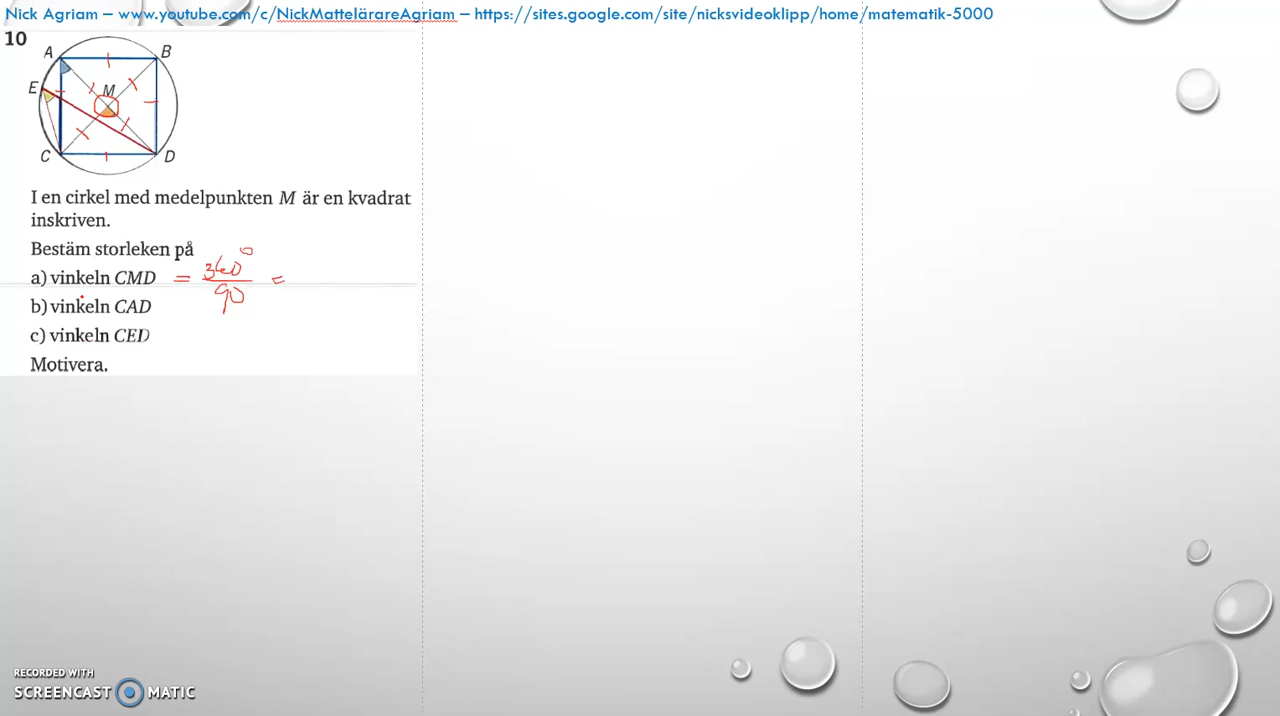 Nick Agriam – www.youtube.com/c/NickMattelärareAgriam – https://sites.google.com/site/nicksvideoklipp/home/matematik-5000
10
A
B
E
M
C
D
I en cirkel med medelpunkten M är en kvadrat
inskriven.
Bestäm storleken på
a) vinkeln CMD = 360° / 90 =
b) vinkeln CAD
c) vinkeln CED
Motivera.
RECORDED WITH
SCREENCAST MATIC